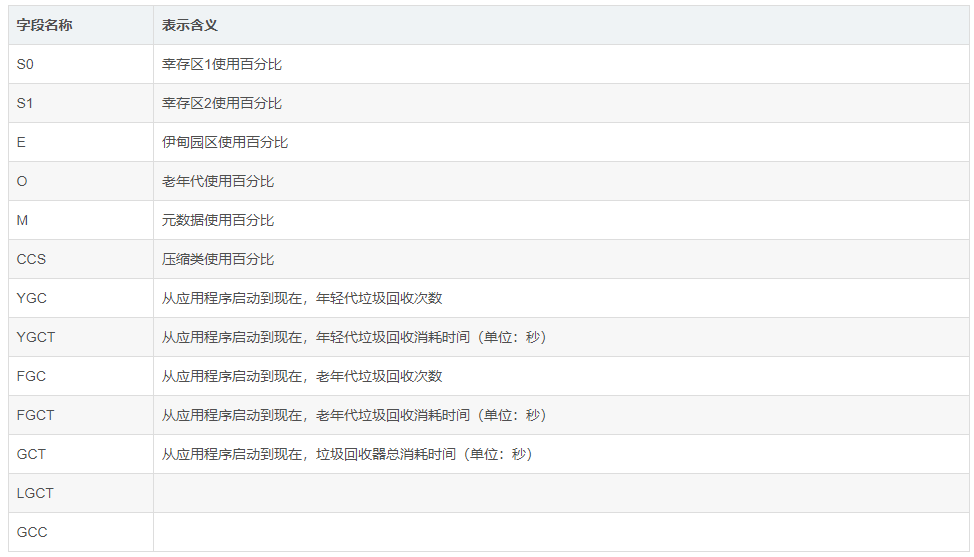 字段名称 表示含义
S0 幸存区1使用百分比
S1 幸存区2使用百分比
E 伊甸园区使用百分比
O 老年代使用百分比
M 元数据使用百分比
CCS 压缩类使用百分比
YGC 从应用程序启动到现在，年轻代垃圾回收次数
YGCT 从应用程序启动到现在，年轻代垃圾回收消耗时间（单位：秒）
FGC 从应用程序启动到现在，老年代垃圾回收次数
FGCT 从应用程序启动到现在，老年代垃圾回收消耗时间（单位：秒）
GCT 从应用程序启动到现在，垃圾回收器总消耗时间（单位：秒）
LGCT
GCC